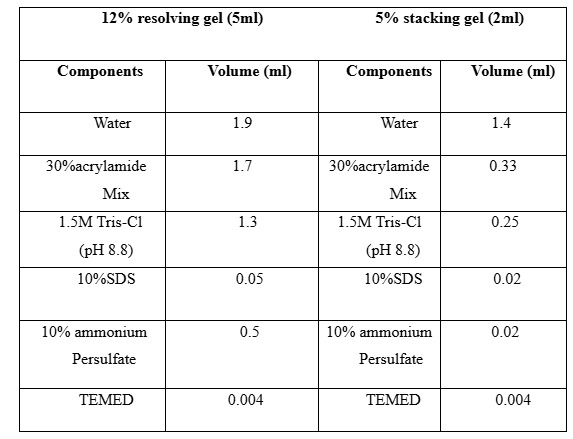 12% resolving gel (5ml) 5% stacking gel (2ml)
Components Volume (ml) Components Volume (ml)
Water 1.9 Water 1.4
30%acrylamide Mix 1.7 30%acrylamide Mix 0.33
1.5M Tris-Cl (pH 8.8) 1.3 1.5M Tris-Cl (pH 8.8) 0.25
10%SDS 0.05 10%SDS 0.02
10% ammonium Persulfate 0.5 10% ammonium Persulfate 0.02
TEMED 0.004 TEMED 0.004